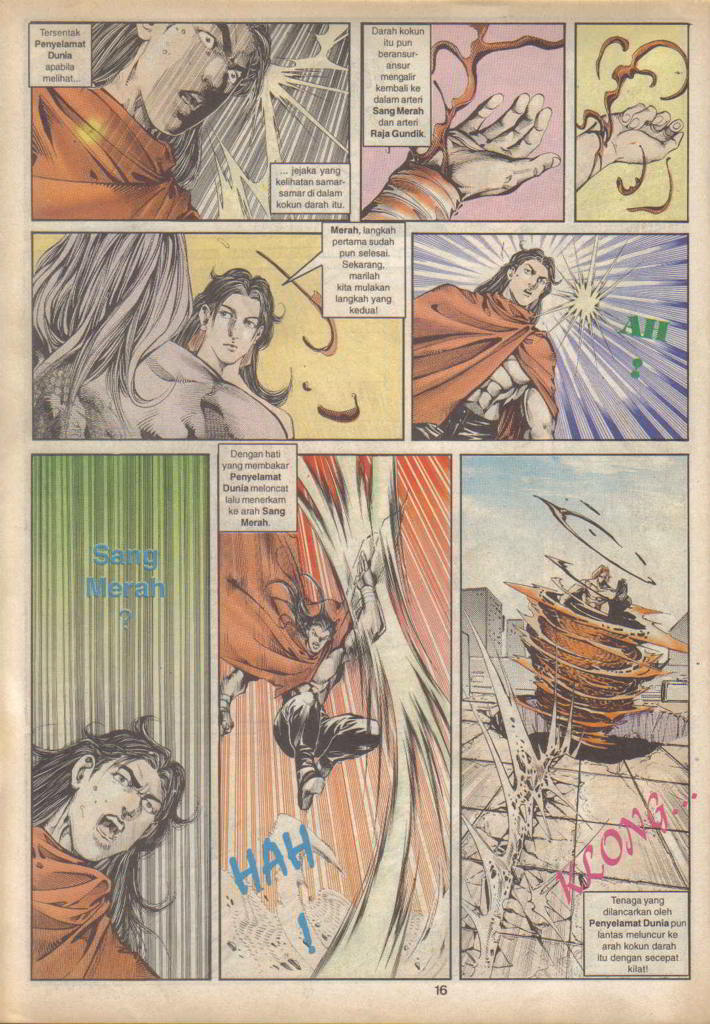 Tersentak
Penyelamat
Dunia
apabila
melihat...
... jejaka yang
kelihatan samar-
samar di dalam
kokun darah itu.
Darah kokun
itu pun
beransur-
ansur
mengalir
kembali ke
dalam arteri
Sang Merah
dan arteri
Raja Gundik.
Merah, langkah
pertama sudah
pun selesai.
Sekarang,
marilah
kita mulakan
langkah yang
kedua!
AH
!
Sang
Merah
?
Dengan hati
yang membakar
Penyelamat
Dunia meloncat
lalu menerkam
ke arah Sang
Merah.
HAH
!
KLONG...
Tenaga yang
dilancarkan oleh
Penyelamat Dunia pun
lantas meluncur ke
arah kokun darah
itu dengan secepat
kilat!
16